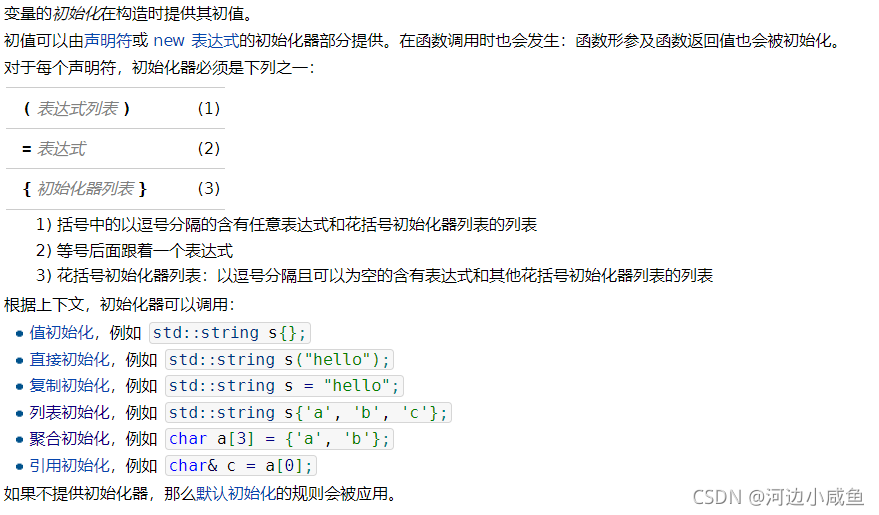 变量的初始化在构造时提供其初值。
初值可以由声明符或 new 表达式的初始化器部分提供。在函数调用时也会发生：函数形参及函数返回值也会被初始化。
对于每个声明符，初始化器必须是下列之一：
( 表达式列表 ) (1)
= 表达式 (2)
{ 初始化器列表 } (3)
1) 括号中的以逗号分隔的含有任意表达式和花括号初始化器列表的列表
2) 等号后面跟着一个表达式
3) 花括号初始化器列表：以逗号分隔且可以为空的含有表达式和其他花括号初始化器列表的列表
根据上下文，初始化器可以调用：
值初始化，例如 std::string s{};
直接初始化，例如 std::string s("hello");
复制初始化，例如 std::string s = "hello";
列表初始化，例如 std::string s{'a', 'b', 'c'};
聚合初始化，例如 char a[3] = {'a', 'b'};
引用初始化，例如 char& c = a[0];
如果不提供初始化器，那么默认初始化的规则会被应用。
CSDN @河边小咸鱼